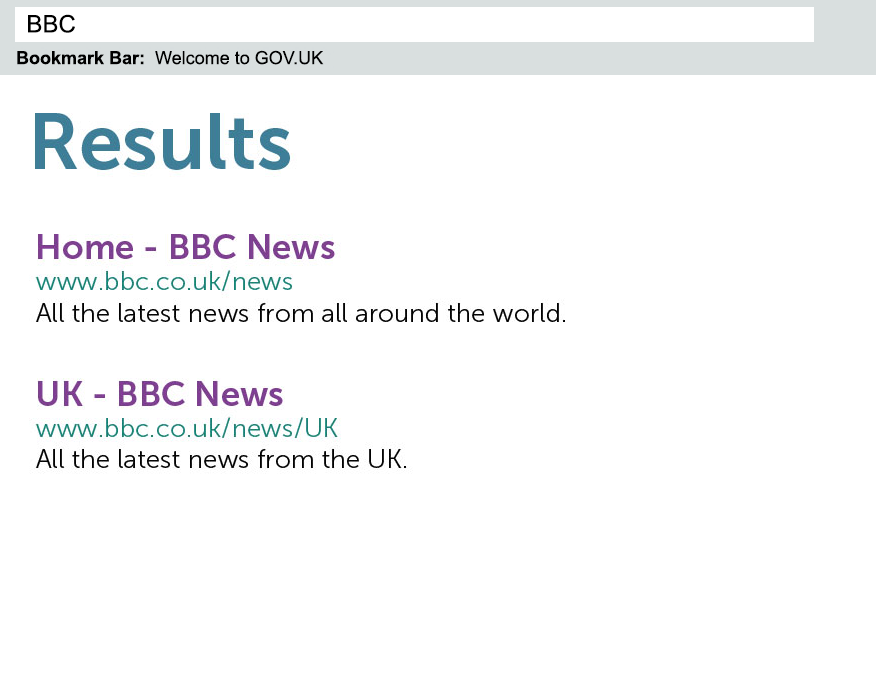 BBC
Bookmark Bar: Welcome to GOV.UK
Results
Home - BBC News
www.bbc.co.uk/news
All the latest news from all around the world.
UK - BBC News
www.bbc.co.uk/news/UK
All the latest news from the UK.